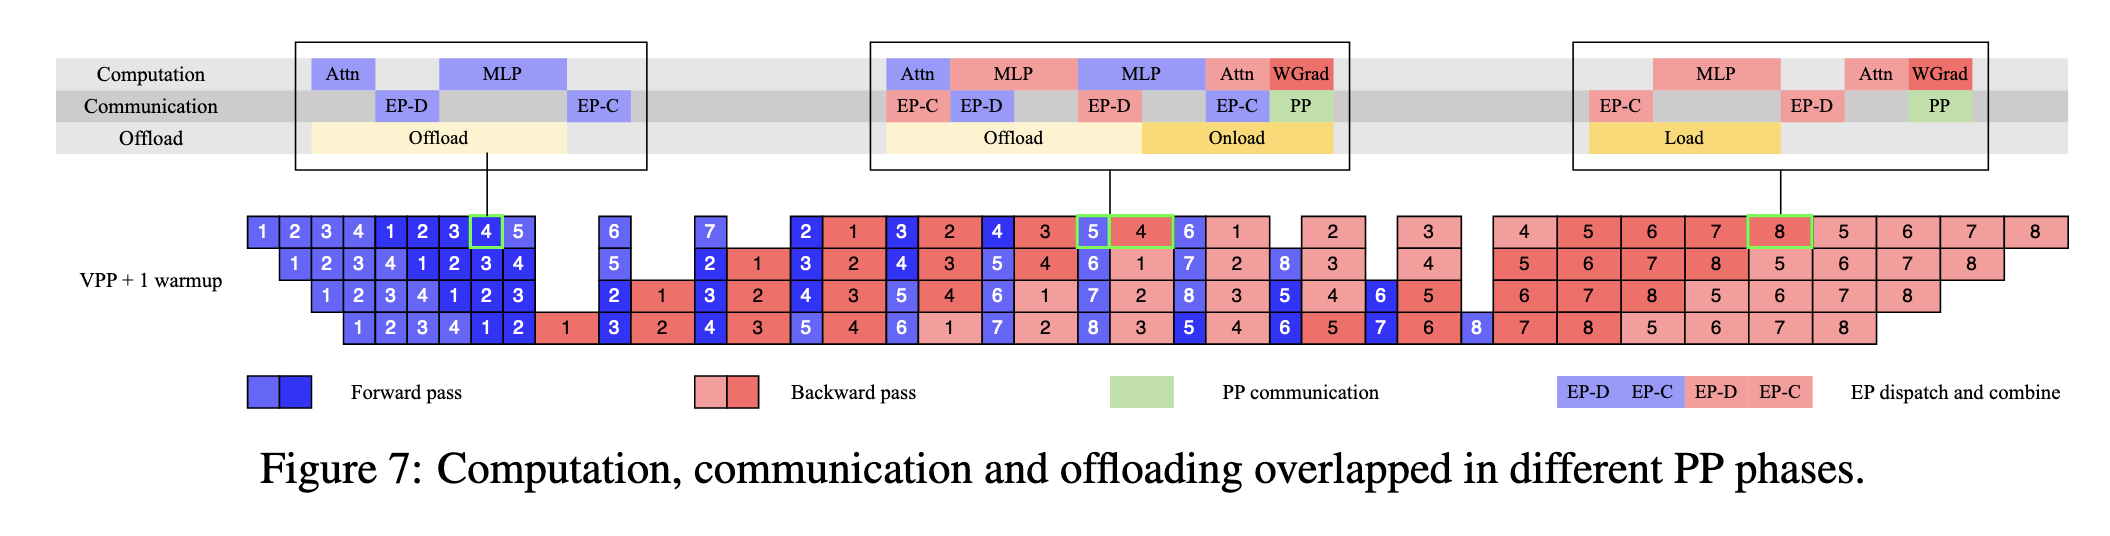 Computation Attn MLP Attn MLP MLP Attn WGrad MLP Attn WGrad
Communication EP-D EP-C EP-C EP-D EP-D EP-C PP EP-C EP-D PP
Offload Offload Offload Onload Load
1 2 3 4 1 2 3 4 5 6 7 2 1 3 2 4 3 5 4 6 1 2 3 4 5 6 7 8 5 6 7 8
1 2 3 4 1 2 3 4 5 2 1 3 2 4 3 5 4 6 1 7 2 8 3 4 5 6 7 8 5 6 7 8
VPP + 1 warmup
1 2 3 4 1 2 3 2 1 3 2 4 3 5 4 6 1 7 2 8 3 5 4 6 5 6 7 8 5 6 7 8
1 2 3 4 1 2 1 3 2 4 3 5 4 6 1 7 2 8 3 5 4 6 5 7 6 8 7 8 5 6 7 8
Forward pass Backward pass PP communication EP-D EP-C EP-D EP-C EP dispatch and combine
Figure 7: Computation, communication and offloading overlapped in different PP phases.